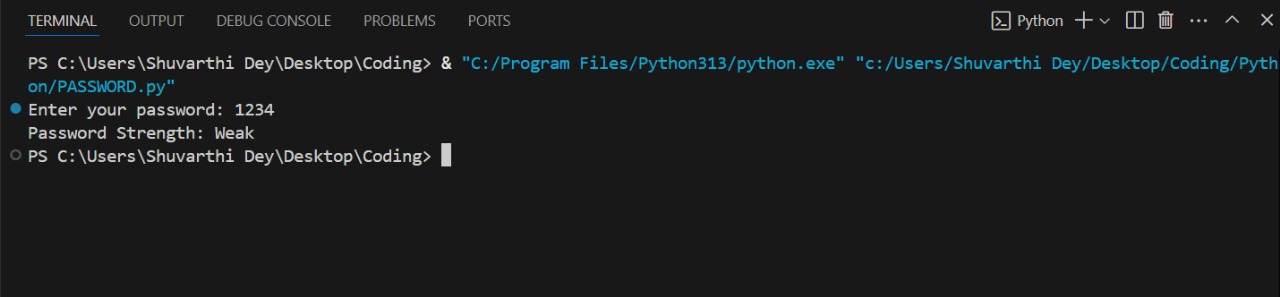 TERMINAL OUTPUT DEBUG CONSOLE PROBLEMS PORTS Python
PS C:\Users\Shuvarthi Dey\Desktop\Coding> & "C:/Program Files/Python313/python.exe" "c:/Users/Shuvarthi Dey/Desktop/Coding/Pyth
on/PASSWORD.py"
Enter your password: 1234
Password Strength: Weak
PS C:\Users\Shuvarthi Dey\Desktop\Coding>